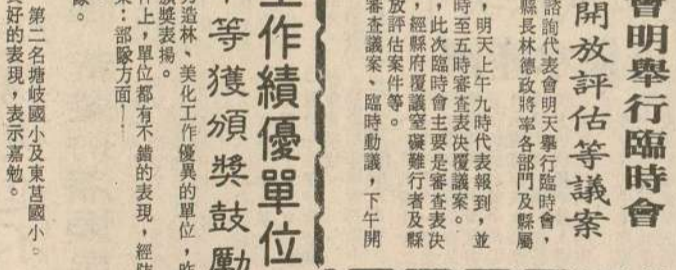 會明舉行臨時會
開放評估等議案
諮詢代表會明天舉行臨時會，
縣長林德政將率各部門及縣屬
，明天上午九時代表報到，並
時至五時審查表決覆議案。
，此次臨時會主要是審查表決
，經縣府覆議窒礙難行者及縣
放評估案件等。
審查議案、臨時動議，下午開
工作績優單位
等獲頒獎鼓勵
造林、美化工作優異的單位，昨
頒獎表揚。
作上，單位都有不錯的表現，經
果：部隊方面—
隊。
第二名塘岐國小及東莒國小。
良好的表現，表示嘉勉。